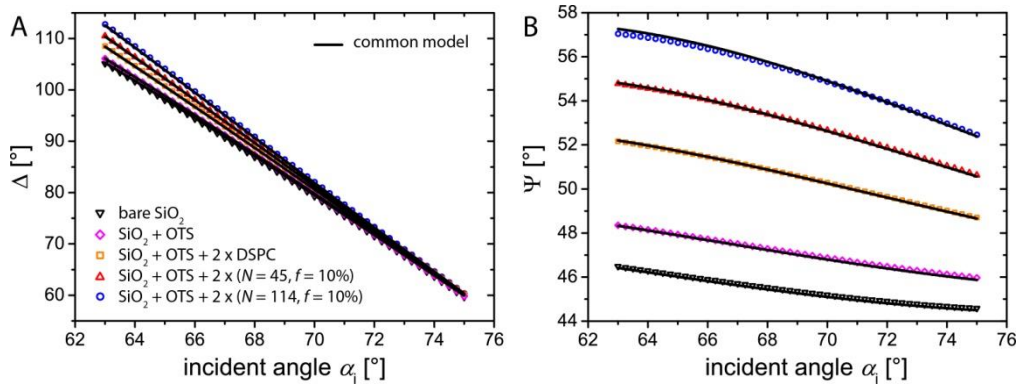 A
Δ [°]
110
100
90
80
70
60
common model
bare SiO2
SiO2 + OTS
SiO2 + OTS + 2 x DSPC
SiO2 + OTS + 2 x (N = 45, f = 10%)
SiO2 + OTS + 2 x (N = 114, f = 10%)
62 64 66 68 70 72 74 76
incident angle αi [°]
B
Ψ [°]
58
56
54
52
50
48
46
44
62 64 66 68 70 72 74 76
incident angle αi [°]